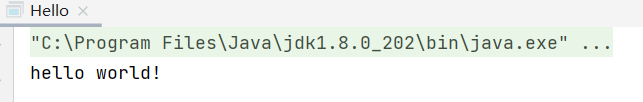 Hello
"C:\Program Files\Java\jdk1.8.0_202\bin\java.exe" ...
hello world!